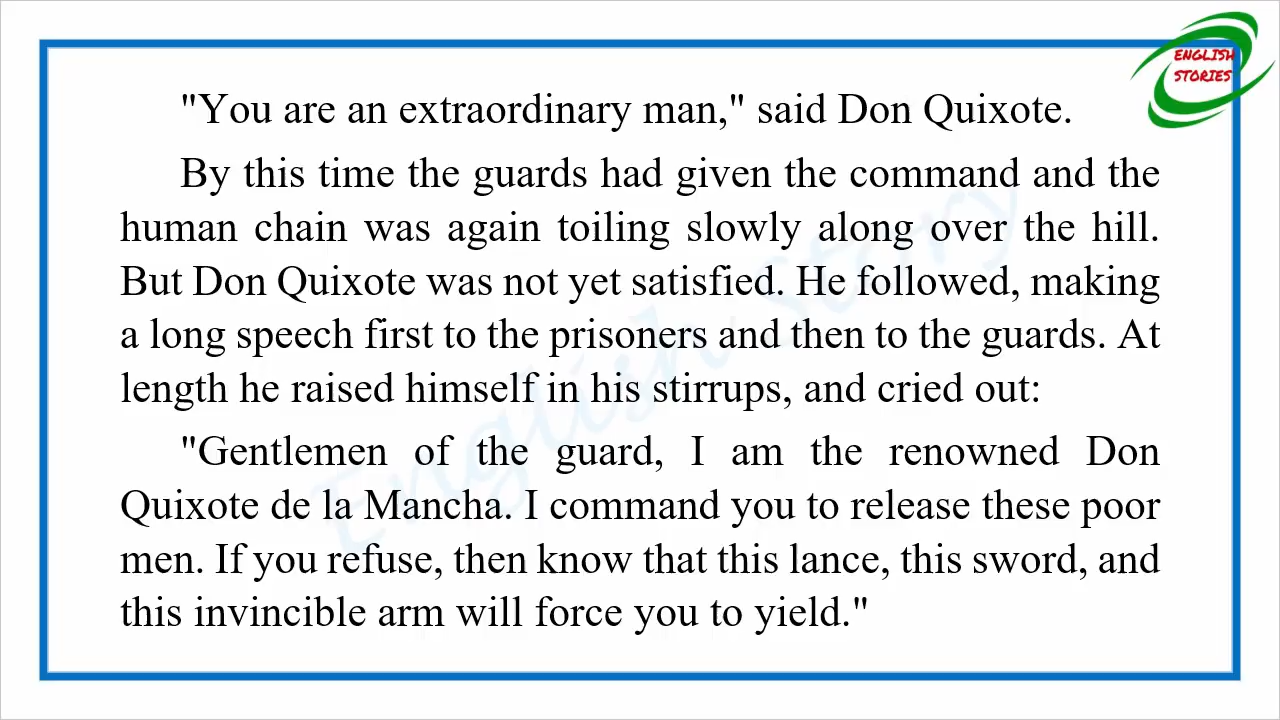 ENGLISH
STORIES
"You are an extraordinary man," said Don Quixote.
By this time the guards had given the command and the
human chain was again toiling slowly along over the hill.
But Don Quixote was not yet satisfied. He followed, making
a long speech first to the prisoners and then to the guards. At
length he raised himself in his stirrups, and cried out:
"Gentlemen of the guard, I am the renowned Don
Quixote de la Mancha. I command you to release these poor
men. If you refuse, then know that this lance, this sword, and
this invincible arm will force you to yield."
English Story